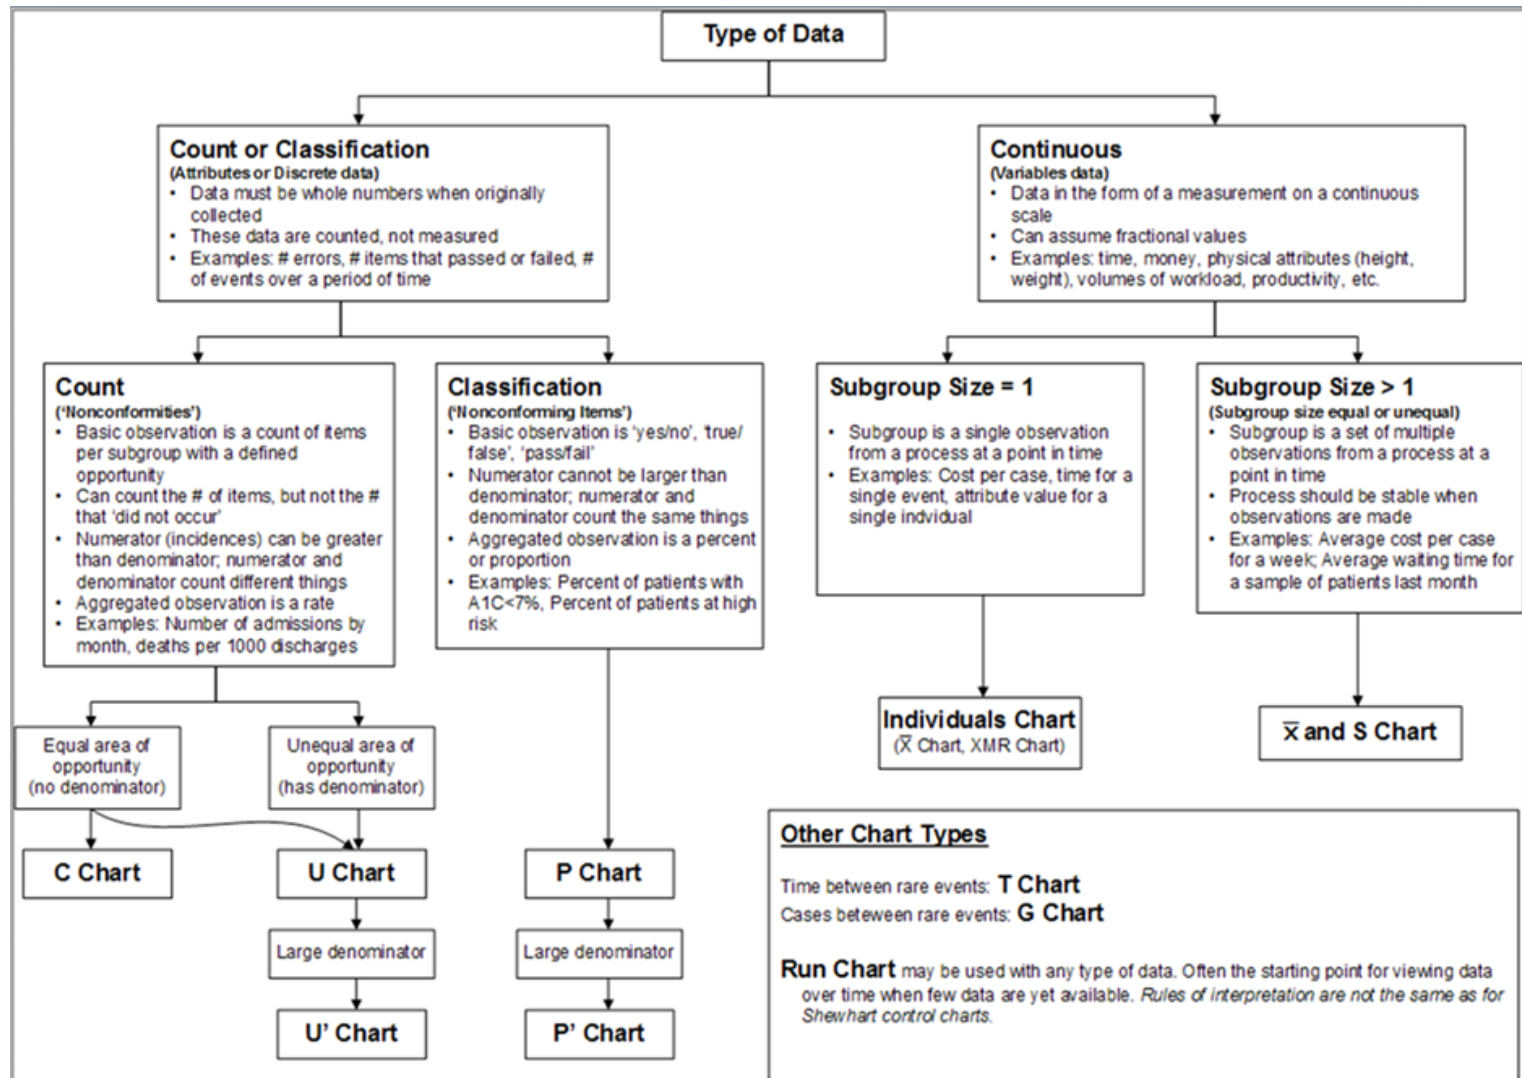 Type of Data
Count or Classification
(Attributes or Discrete data)
• Data must be whole numbers when originally
collected
• These data are counted, not measured
• Examples: # errors, # items that passed or failed, #
of events over a period of time
Continuous
(Variables data)
• Data in the form of a measurement on a continuous
scale
• Can assume fractional values
• Examples: time, money, physical attributes (height,
weight), volumes of workload, productivity, etc.
Count
('Nonconformities')
• Basic observation is a count of items
per subgroup with a defined
opportunity
• Can count the # of items, but not the #
that 'did not occur'
• Numerator (incidences) can be greater
than denominator; numerator and
denominator count different things
• Aggregated observation is a rate
• Examples: Number of admissions by
month, deaths per 1000 discharges
Classification
('Nonconforming Items')
• Basic observation is 'yes/no', 'true/
false', 'pass/fail'
• Numerator cannot be larger than
denominator; numerator and
denominator count the same things
• Aggregated observation is a percent
or proportion
• Examples: Percent of patients with
A1C<7%, Percent of patients at high
risk
Subgroup Size = 1
• Subgroup is a single observation
from a process at a point in time
• Examples: Cost per case, time for a
single event, attribute value for a
single indvidual
Subgroup Size > 1
(Subgroup size equal or unequal)
• Subgroup is a set of multiple
observations from a process at a
point in time
• Process should be stable when
observations are made
• Examples: Average cost per case
for a week; Average waiting time for
a sample of patients last month
Equal area of
opportunity
(no denominator)
Unequal area of
opportunity
(has denominator)
Individuals Chart
(X̅ Chart, XMR Chart)
x̅ and S Chart
C Chart
U Chart
P Chart
Large denominator
Large denominator
U' Chart
P' Chart
Other Chart Types
Time between rare events: T Chart
Cases beteween rare events: G Chart
Run Chart may be used with any type of data. Often the starting point for viewing data
over time when few data are yet available. Rules of interpretation are not the same as for
Shewhart control charts.